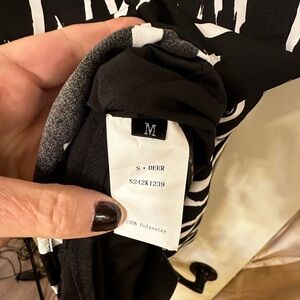 M
S • DEER
S242K1239
100% Polyester